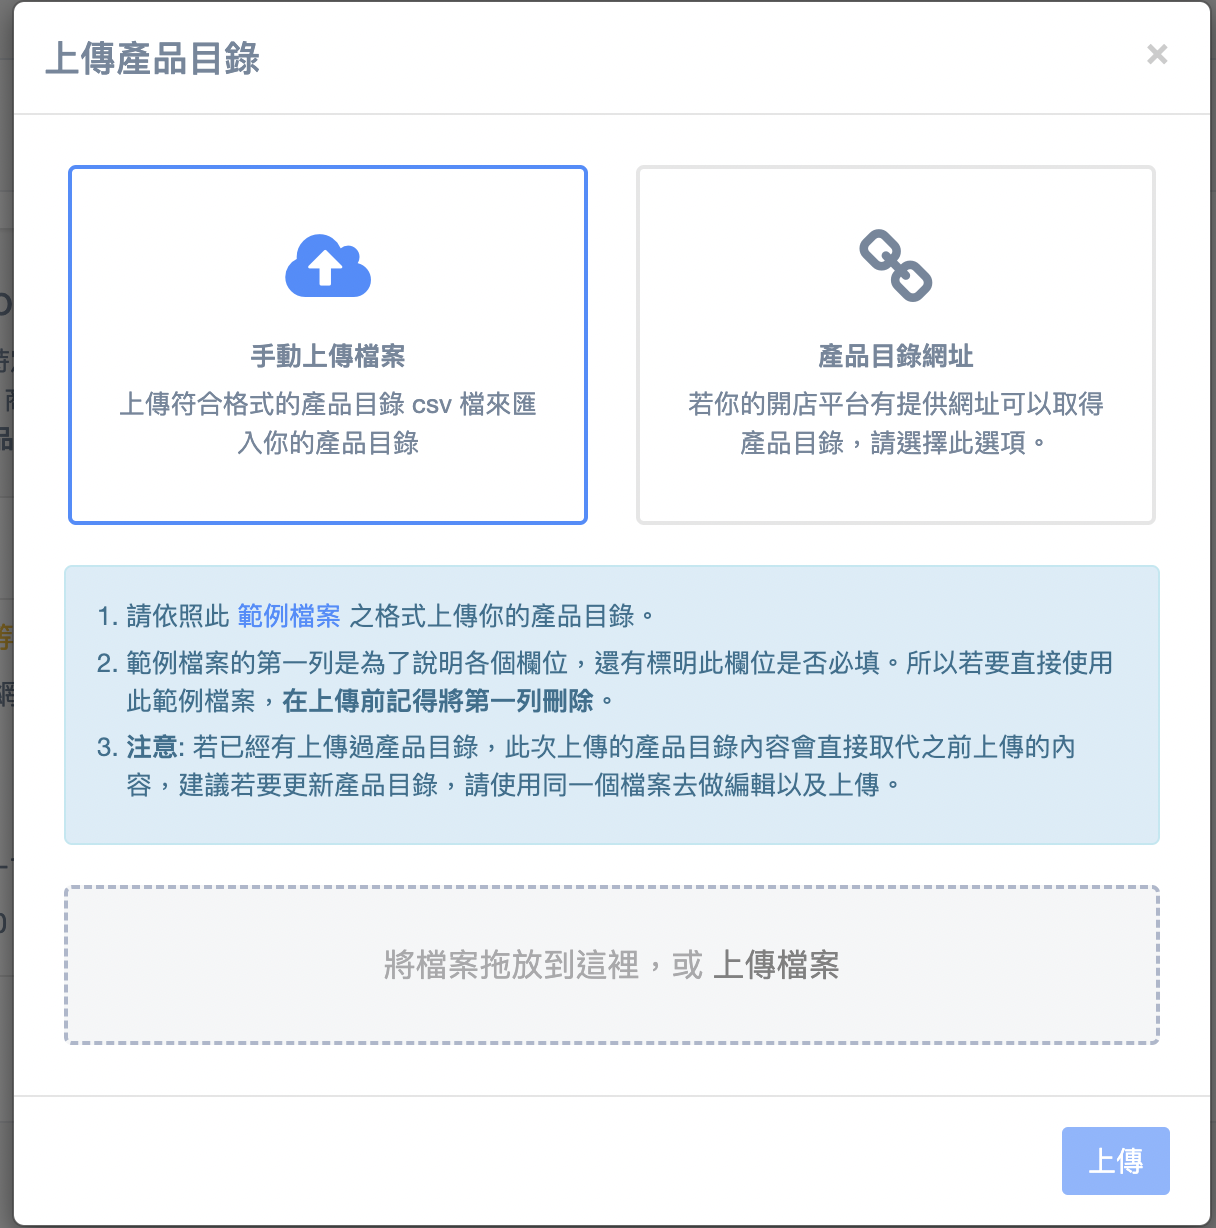 上傳產品目錄
×
手動上傳檔案
上傳符合格式的產品目錄 csv 檔來匯
入你的產品目錄
產品目錄網址
若你的開店平台有提供網址可以取得
產品目錄，請選擇此選項。
1. 請依照此 範例檔案 之格式上傳你的產品目錄。
2. 範例檔案的第一列是為了說明各個欄位，還有標明此欄位是否必填。所以若要直接使用
此範例檔案，在上傳前記得將第一列刪除。
3. 注意: 若已經有上傳過產品目錄，此次上傳的產品目錄內容會直接取代之前上傳的內
容，建議若要更新產品目錄，請使用同一個檔案去做編輯以及上傳。
將檔案拖放到這裡，或 上傳檔案
上傳